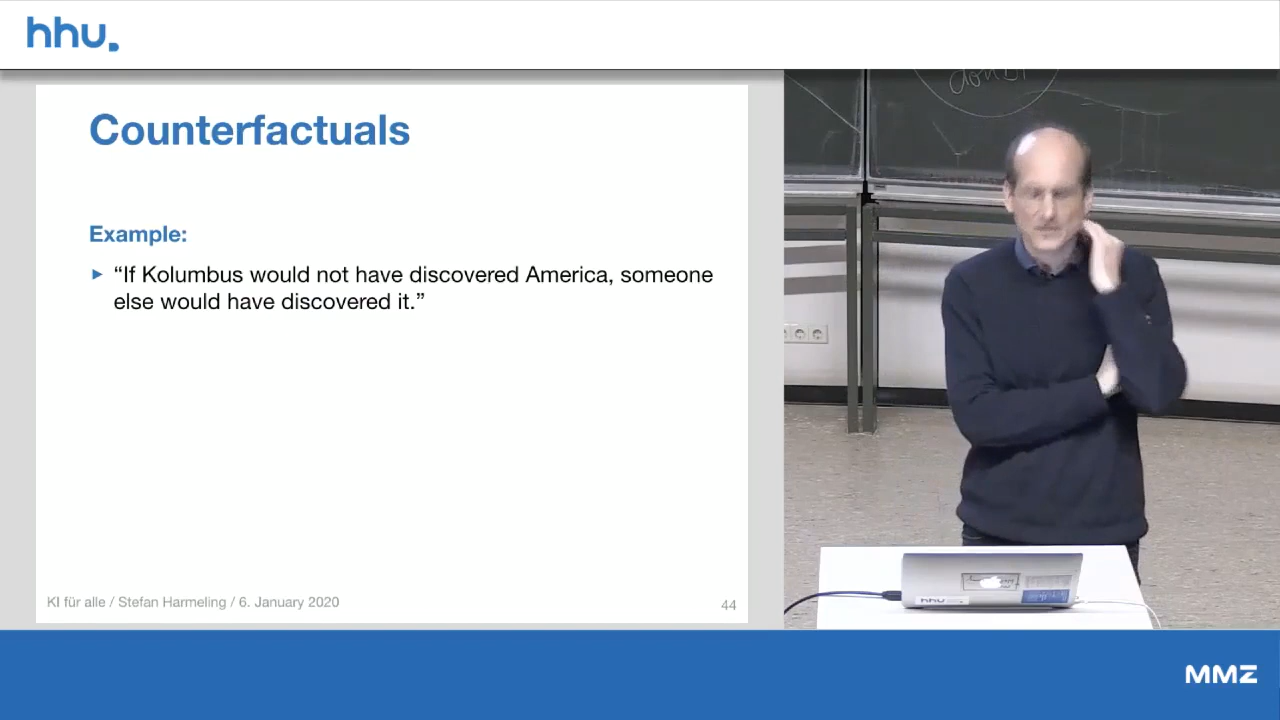 hhu.
Counterfactuals
Example:
“If Kolumbus would not have discovered America, someone
else would have discovered it.”
KI für alle / Stefan Harmeling / 6. January 2020
44
hhu
MMZ